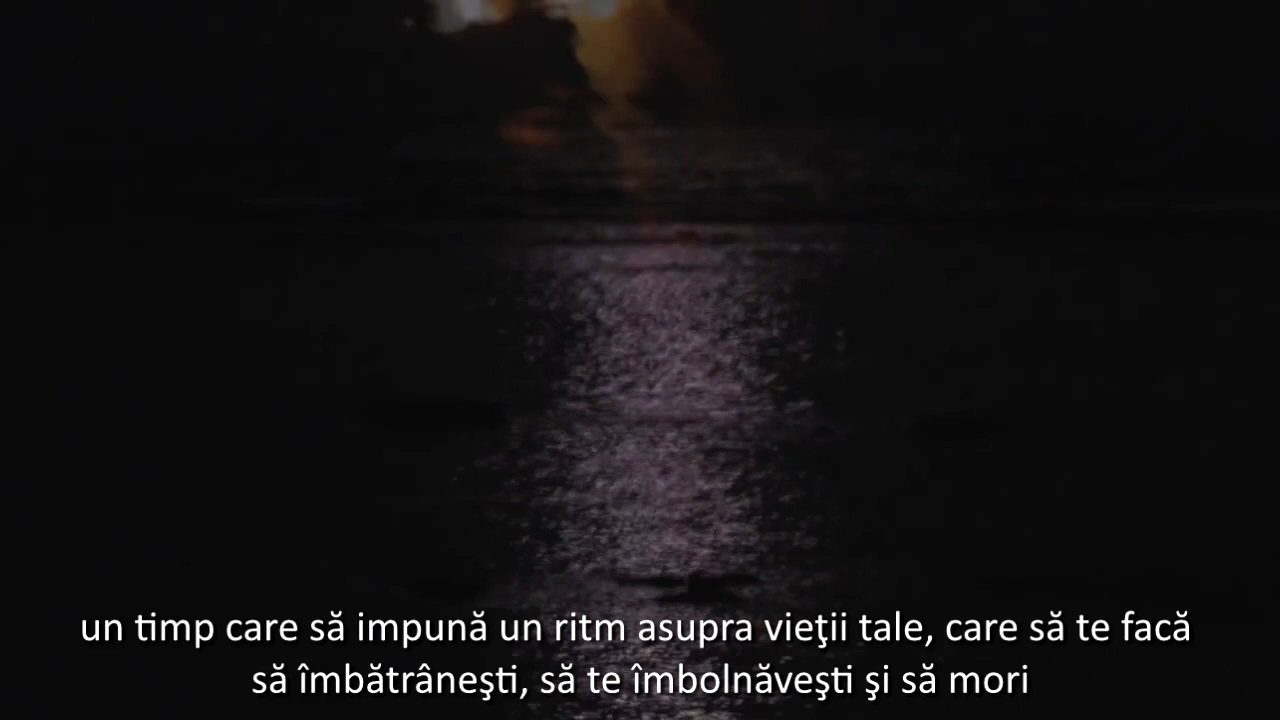 un timp care să impună un ritm asupra vieţii tale, care să te facă
să îmbătrâneşti, să te îmbolnăveşti şi să mori